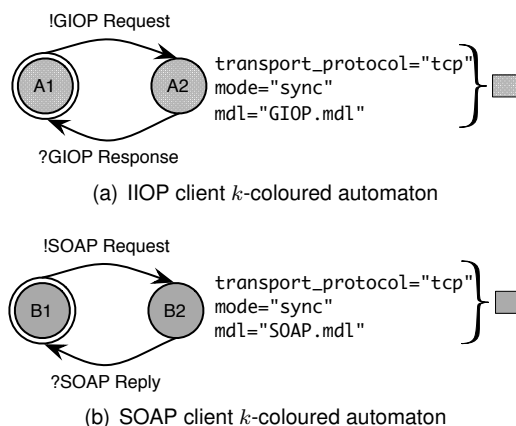 !GIOP Request
A1
A2
transport_protocol="tcp"
mode="sync"
mdl="GIOP.mdl"
?GIOP Response
(a) IIOP client k-coloured automaton
!SOAP Request
B1
B2
transport_protocol="tcp"
mode="sync"
mdl="SOAP.mdl"
?SOAP Reply
(b) SOAP client k-coloured automaton